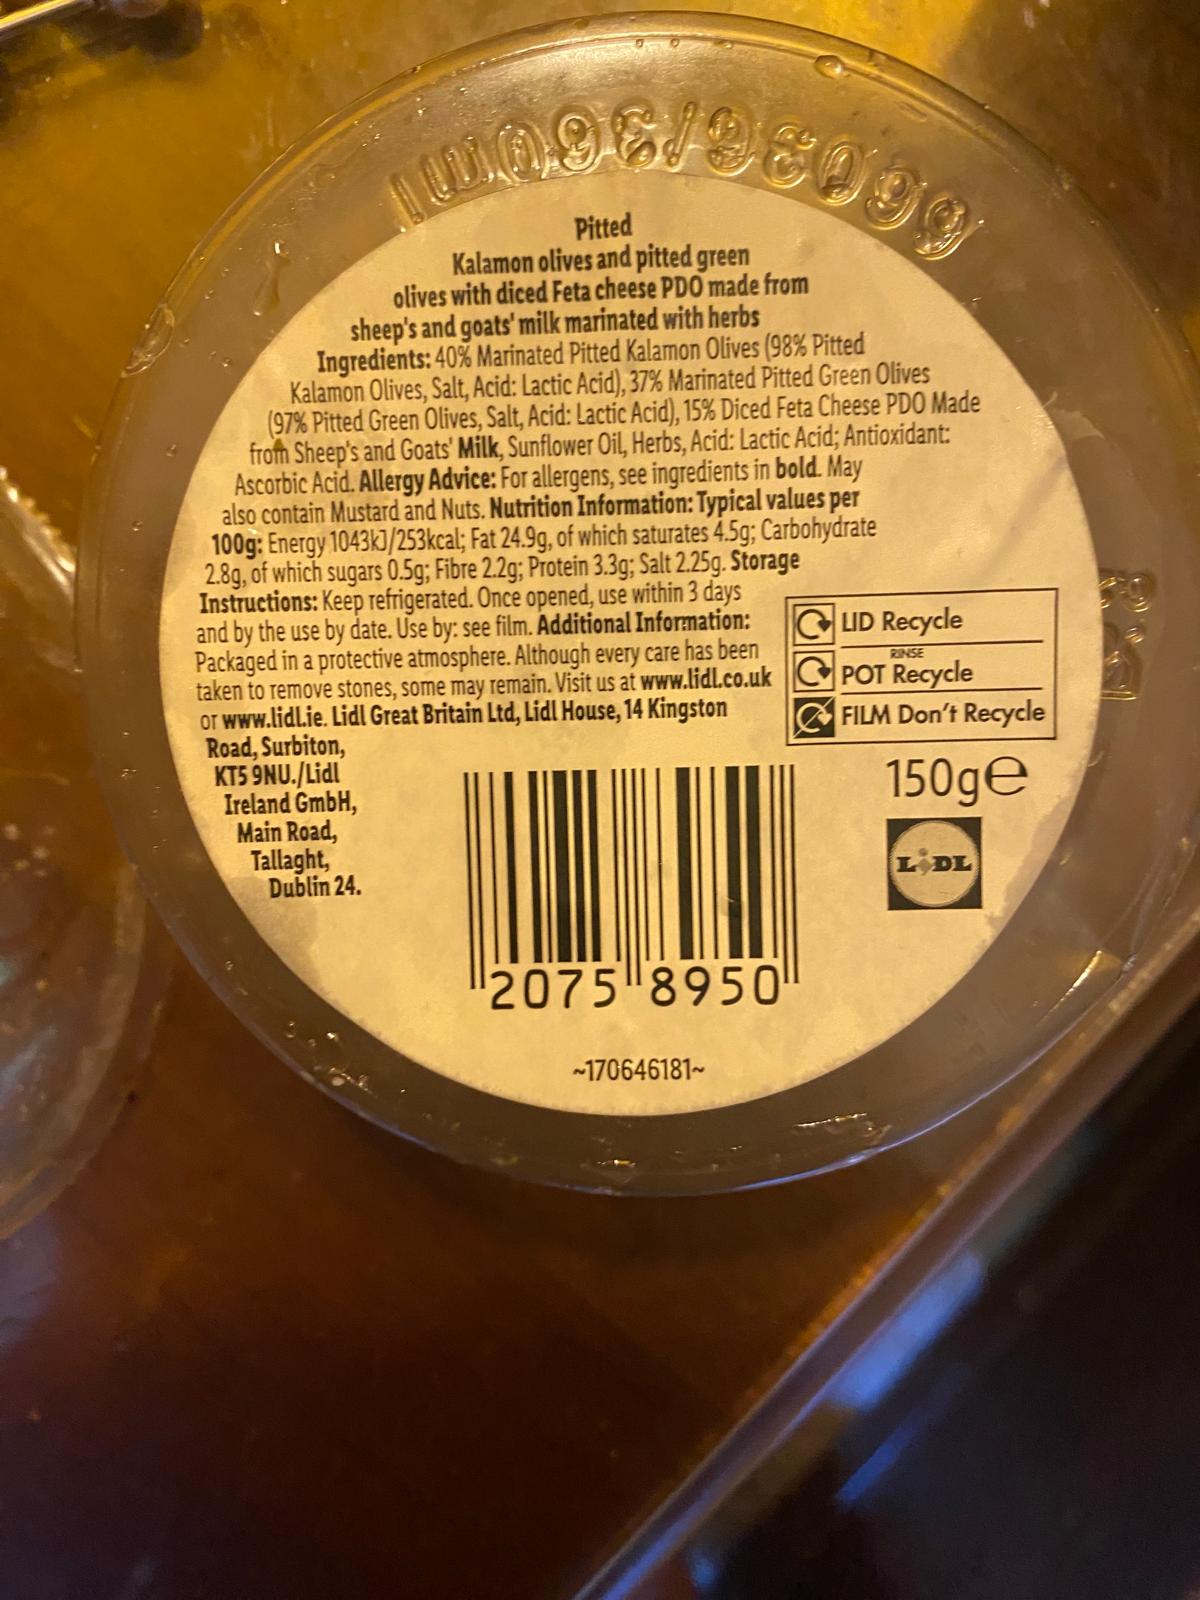 66036/360ml
Pitted
Kalamon olives and pitted green
olives with diced Feta cheese PDO made from
sheep's and goats' milk marinated with herbs
Ingredients: 40% Marinated Pitted Kalamon Olives (98% Pitted
Kalamon Olives, Salt, Acid: Lactic Acid), 37% Marinated Pitted Green Olives
(97% Pitted Green Olives, Salt, Acid: Lactic Acid), 15% Diced Feta Cheese PDO Made
from Sheep's and Goats' Milk, Sunflower Oil, Herbs, Acid: Lactic Acid; Antioxidant:
Ascorbic Acid. Allergy Advice: For allergens, see ingredients in bold. May
also contain Mustard and Nuts. Nutrition Information: Typical values per
100g: Energy 1043kJ/253kcal; Fat 24.9g, of which saturates 4.5g; Carbohydrate
2.8g, of which sugars 0.5g; Fibre 2.2g; Protein 3.3g; Salt 2.25g. Storage
Instructions: Keep refrigerated. Once opened, use within 3 days
and by the use by date. Use by: see film. Additional Information:
Packaged in a protective atmosphere. Although every care has been
taken to remove stones, some may remain. Visit us at www.lidl.co.uk
or www.lidl.ie. Lidl Great Britain Ltd, Lidl House, 14 Kingston
Road, Surbiton,
KT5 9NU./Lidl
Ireland GmbH,
Main Road,
Tallaght,
Dublin 24.
LID Recycle
RINSE
POT Recycle
FILM Don't Recycle
150g e
LIDL
2075 8950
~170646181~